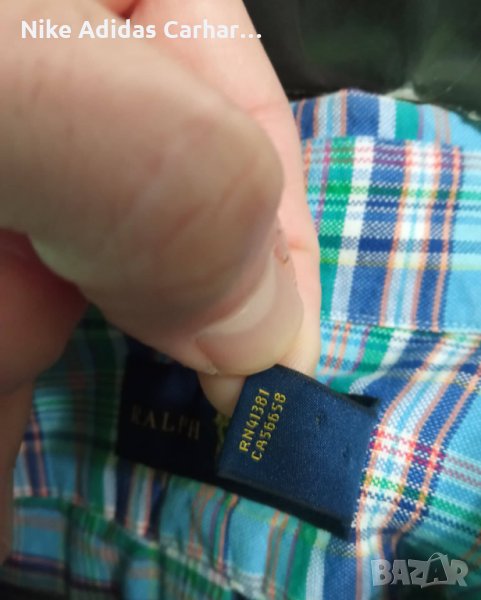 Nike Adidas Carhar...
RALPH
RN41381
CA56658
BAZAR